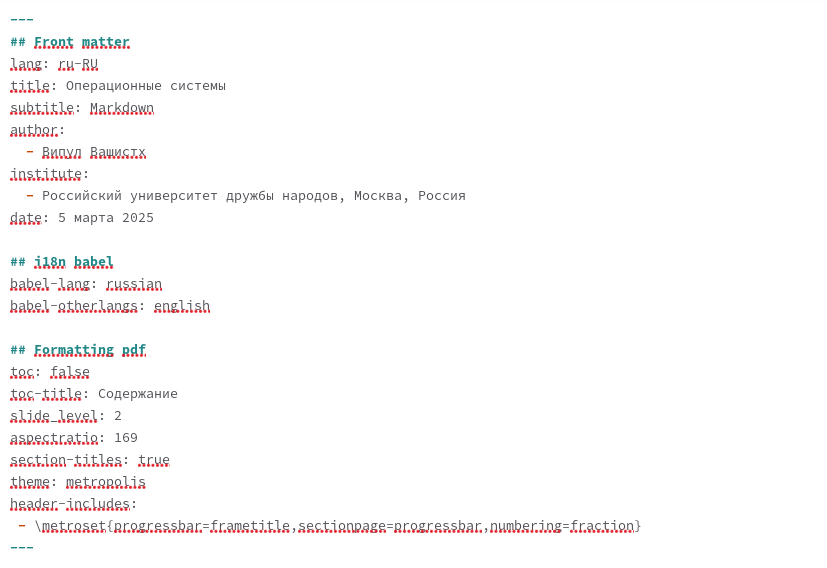 ---
## Front matter
lang: ru-RU
title: Операционные системы
subtitle: Markdown
author:
  - Випул Вашистх
institute:
  - Российский университет дружбы народов, Москва, Россия
date: 5 марта 2025

## i18n babel
babel-lang: russian
babel-otherlangs: english

## Formatting pdf
toc: false
toc-title: Содержание
slide_level: 2
aspectratio: 169
section-titles: true
theme: metropolis
header-includes:
 - \metroset{progressbar=frametitle,sectionpage=progressbar,numbering=fraction}
---